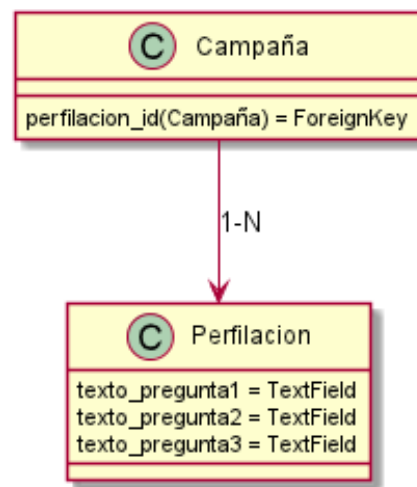 C Campaña
perfilacion_id(Campaña) = ForeignKey
1-N
C Perfilacion
texto_pregunta1 = TextField
texto_pregunta2 = TextField
texto_pregunta3 = TextField